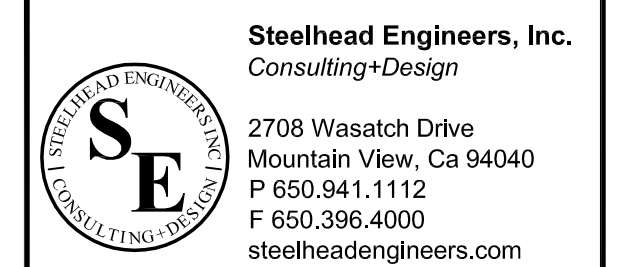 STEELHEAD ENGINEERS INC | CONSULTING+DESIGN |
S
E
Steelhead Engineers, Inc.
Consulting+Design
2708 Wasatch Drive
Mountain View, Ca 94040
P 650.941.1112
F 650.396.4000
steelheadengineers.com